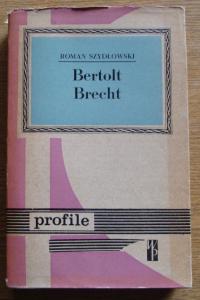 ROMAN SZYDŁOWSKI
Bertolt
Brecht
profile